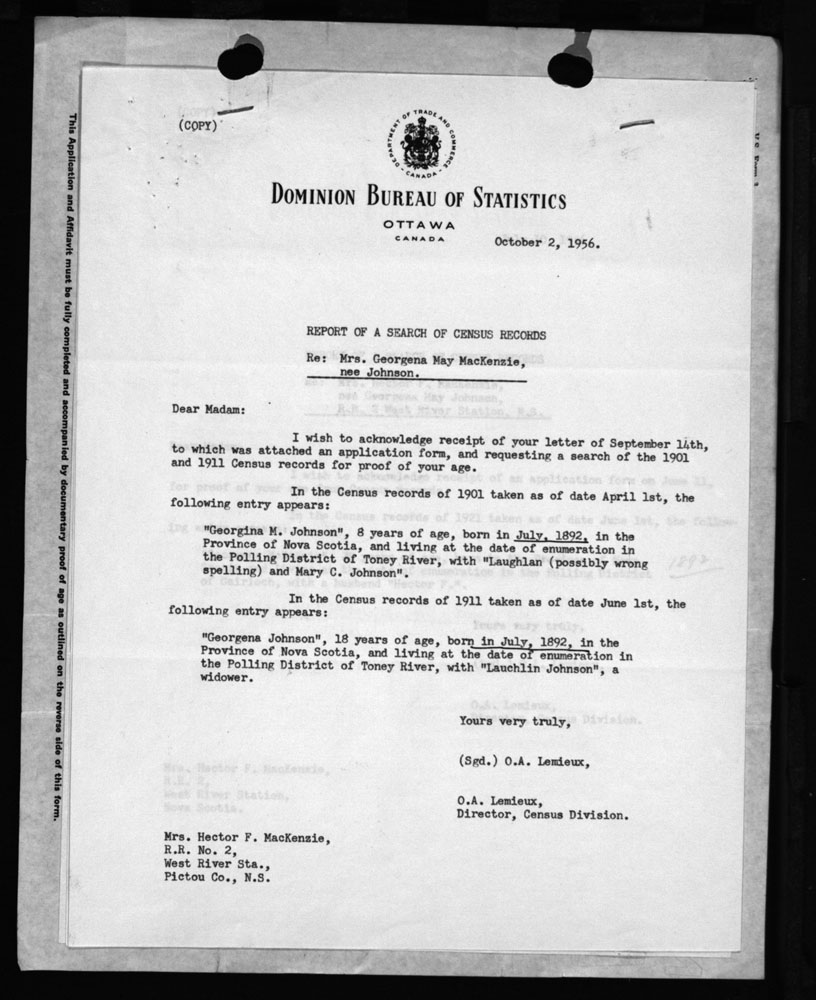 (COPY)
DEPARTMENT OF TRADE AND COMMERCE
CANADA
DOMINION BUREAU OF STATISTICS
OTTAWA
CANADA
October 2, 1956.
REPORT OF A SEARCH OF CENSUS RECORDS
Re: Mrs. Georgena May MacKenzie,
nee Johnson.
Dear Madam:
I wish to acknowledge receipt of your letter of September 14th,
to which was attached an application form, and requesting a search of the 1901
and 1911 Census records for proof of your age.
In the Census records of 1901 taken as of date April 1st, the
following entry appears:
"Georgina M. Johnson", 8 years of age, born in July, 1892, in the
Province of Nova Scotia, and living at the date of enumeration in
the Polling District of Toney River, with "Laughlan (possibly wrong
spelling) and Mary C. Johnson".
1892
In the Census records of 1911 taken as of date June 1st, the
following entry appears:
"Georgena Johnson", 18 years of age, born in July, 1892, in the
Province of Nova Scotia, and living at the date of enumeration in
the Polling District of Toney River, with "Lauchlin Johnson", a
widower.
Yours very truly,
(Sgd.) O.A. Lemieux,
O.A. Lemieux,
Director, Census Division.
Mrs. Hector F. MacKenzie,
R.R. No. 2,
West River Sta.,
Pictou Co., N.S.
This Application and Affidavit must be fully completed and accompanied by documentary proof of age as outlined on the reverse side of this form.